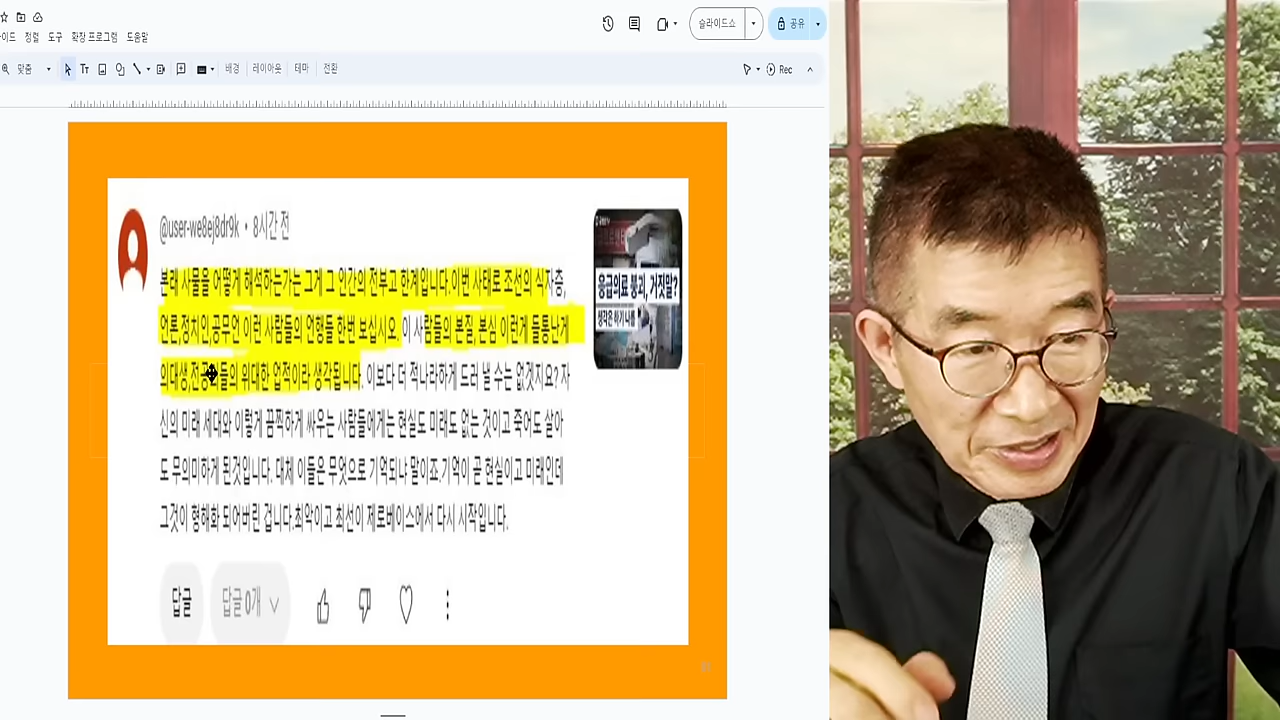 이드 정렬 도구 확장 프로그램 도움말
슬라이드쇼
공유
맞춤
Tr
배경 레이아웃 테마 전환
Rec
@user-we8ej8dr9k • 8시간 전
본래 사물을 어떻게 해석하는가는 그게 그 인간의 전부고 한계입니다.이번 사태로 조선의 식자층,
언론,정치인,공무언 이런 사람들의 언행들 한번 보십시오. 이 사람들의 본질, 본심 이런게 들통난게
의대생,전공의들의 위대한 업적이라 생각됩니다. 이보다 더 적나라하게 드러 낼 수는 없겟지요? 자
신의 미래 세대와 이렇게 끔찍하게 싸우는 사람들에게는 현실도 미래도 없는 것이고 죽어도 살아
도 무의미하게 된것입니다. 대체 이들은 무엇으로 기억되나 말이죠.기억이 곧 현실이고 미래인데
그것이 형해화 되어버린 겁니다.최악이고 최선이 제로베이스에서 다시 시작입니다.
응급의료 붕괴, 거짓말?
생각은 하기 나름
답글
답글 0개